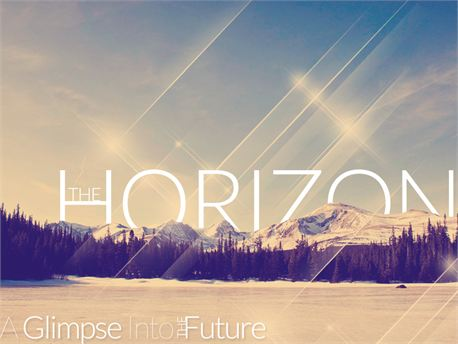 THE HORIZON
A Glimpse Into THE Future